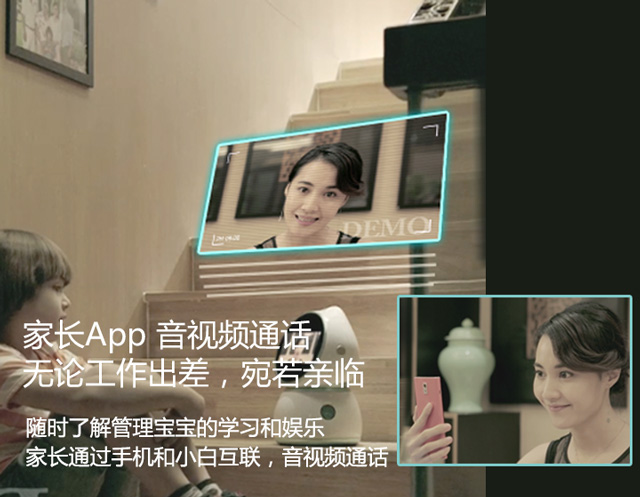 DEMO
家长App 音视频通话
无论工作出差，宛若亲临
随时了解管理宝宝的学习和娱乐
家长通过手机和小白互联，音视频通话